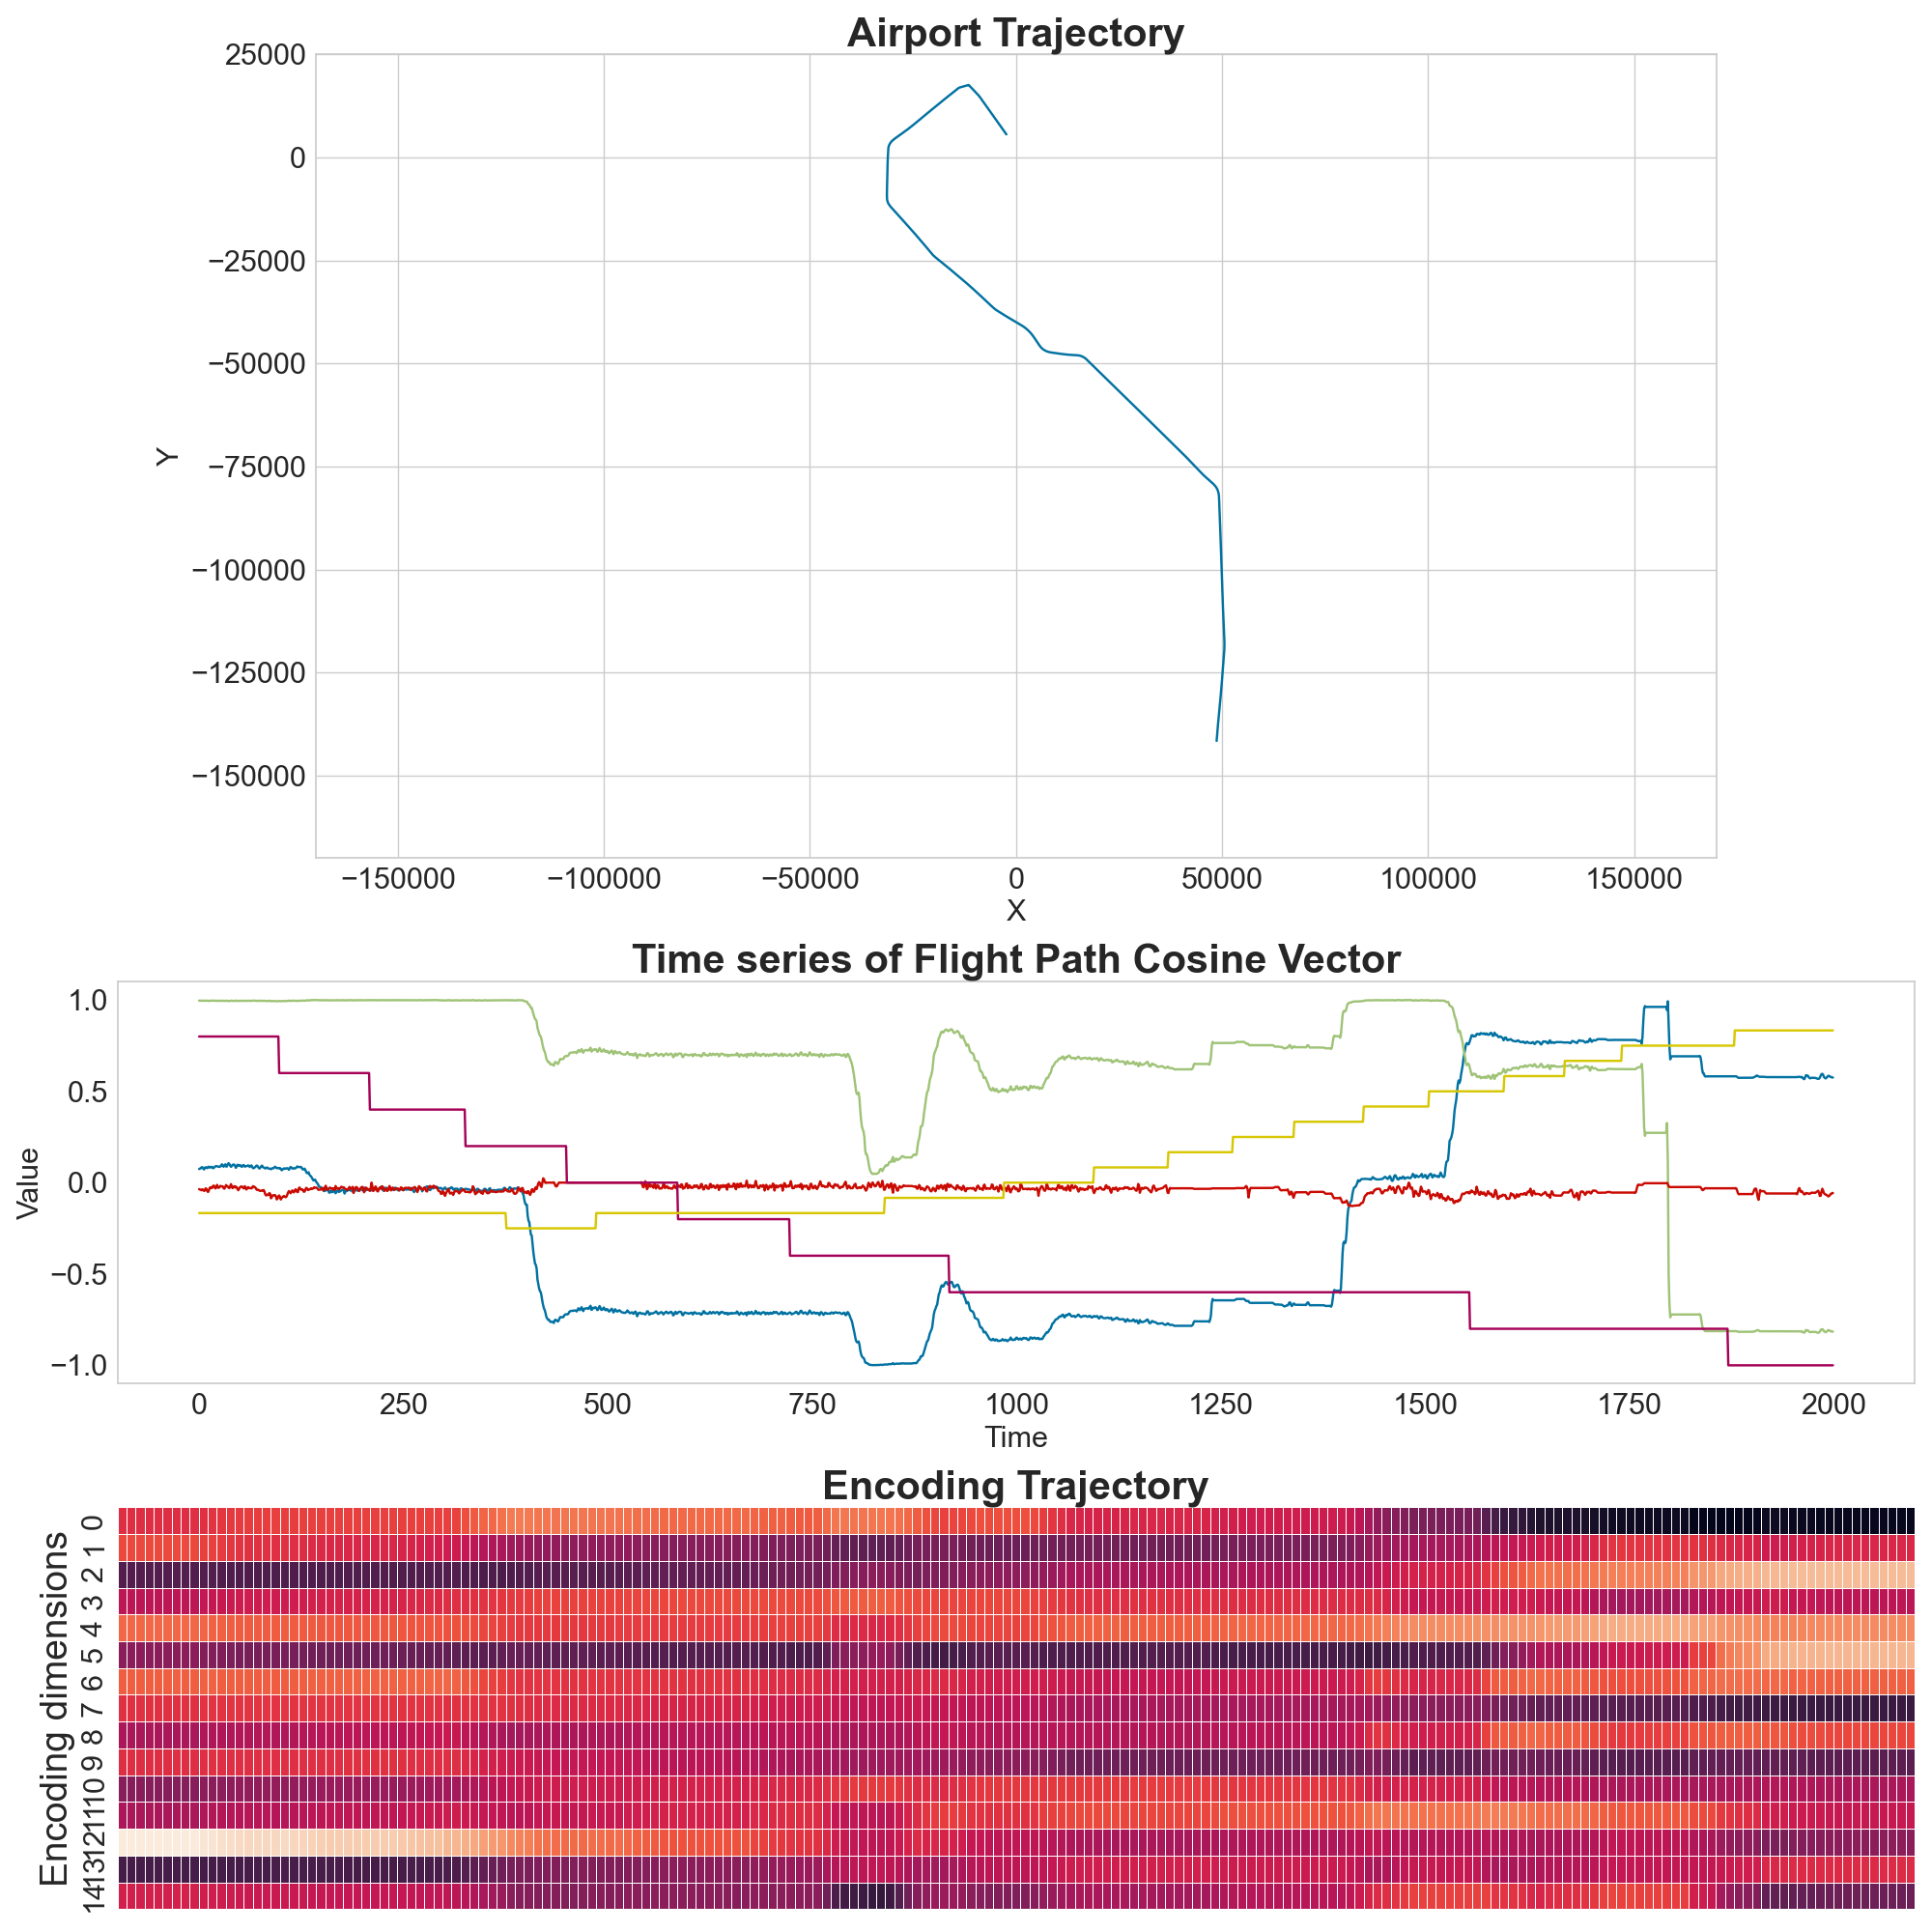 Airport Trajectory
25000
0
−25000
−50000
−75000
−100000
−125000
−150000
Y
−150000 −100000 −50000 0 50000 100000 150000
X
Time series of Flight Path Cosine Vector
1.0
0.5
0.0
−0.5
−1.0
Value
0 250 500 750 1000 1250 1500 1750 2000
Time
Encoding Trajectory
0
1
2
3
4
5
6
7
8
9
10
11
12
13
14
Encoding dimensions